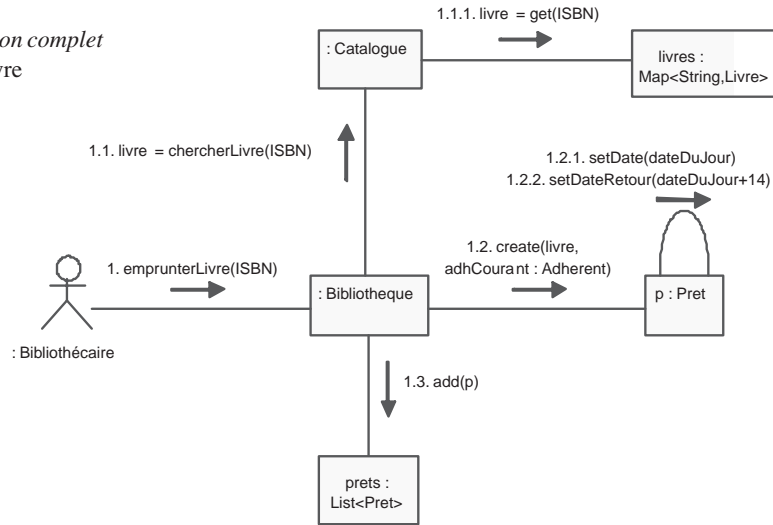 on complet
vre
1.1.1. livre = get(ISBN)
: Catalogue
livres :
Map<String,Livre>
1.1. livre = chercherLivre(ISBN)
1.2.1. setDate(dateDuJour)
1.2.2. setDateRetour(dateDuJour+14)
1. emprunterLivre(ISBN)
1.2. create(livre,
adhCourant : Adherent)
: Bibliotheque
p : Pret
: Bibliothécaire
1.3. add(p)
prets :
List<Pret>